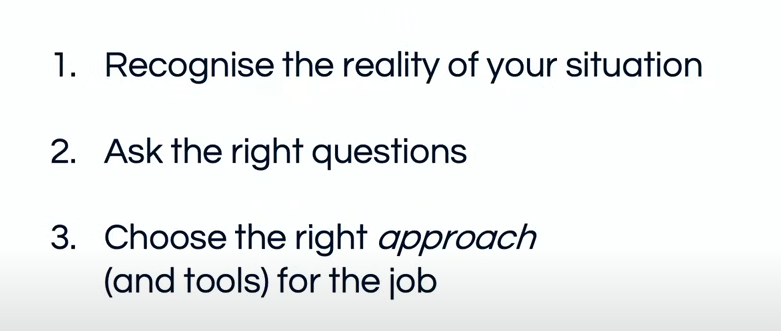 1. Recognise the reality of your situation
2. Ask the right questions
3. Choose the right approach
(and tools) for the job